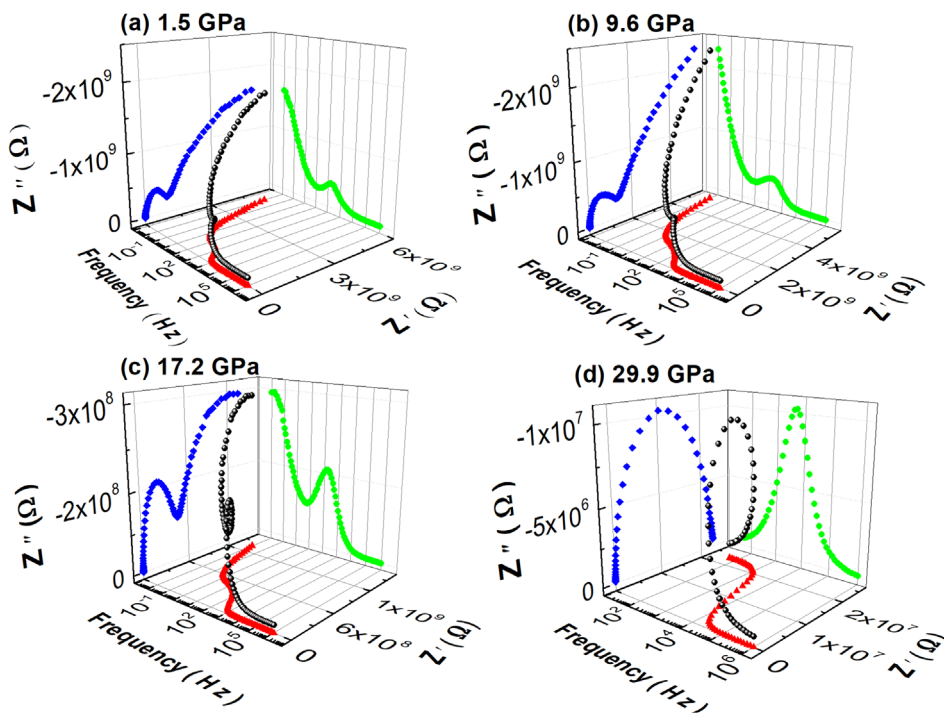 (a) 1.5 GPa
Z'' (Ω)
-2x10⁹
-1x10⁹
0
10⁻¹
10²
10⁵
Frequency (Hz)
0
3x10⁹
6x10⁹
Z' (Ω)
(b) 9.6 GPa
Z'' (Ω)
-2x10⁹
-1x10⁹
0
10⁻¹
10²
10⁵
Frequency (Hz)
0
2x10⁹
4x10⁹
Z' (Ω)
(c) 17.2 GPa
Z'' (Ω)
-3x10⁸
-2x10⁸
0
10⁻¹
10²
10⁵
Frequency (Hz)
0
6x10⁸
1x10⁹
Z' (Ω)
(d) 29.9 GPa
Z'' (Ω)
-1x10⁷
-5x10⁶
0
10²
10⁴
10⁶
Frequency (Hz)
0
1x10⁷
2x10⁷
Z' (Ω)